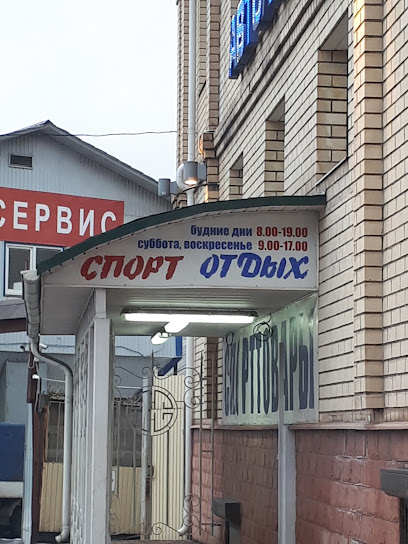 СЕРВИС
будние дни 8.00-19.00
суббота, воскресенье 9.00-17.00
СПОРТ ОТДЫХ